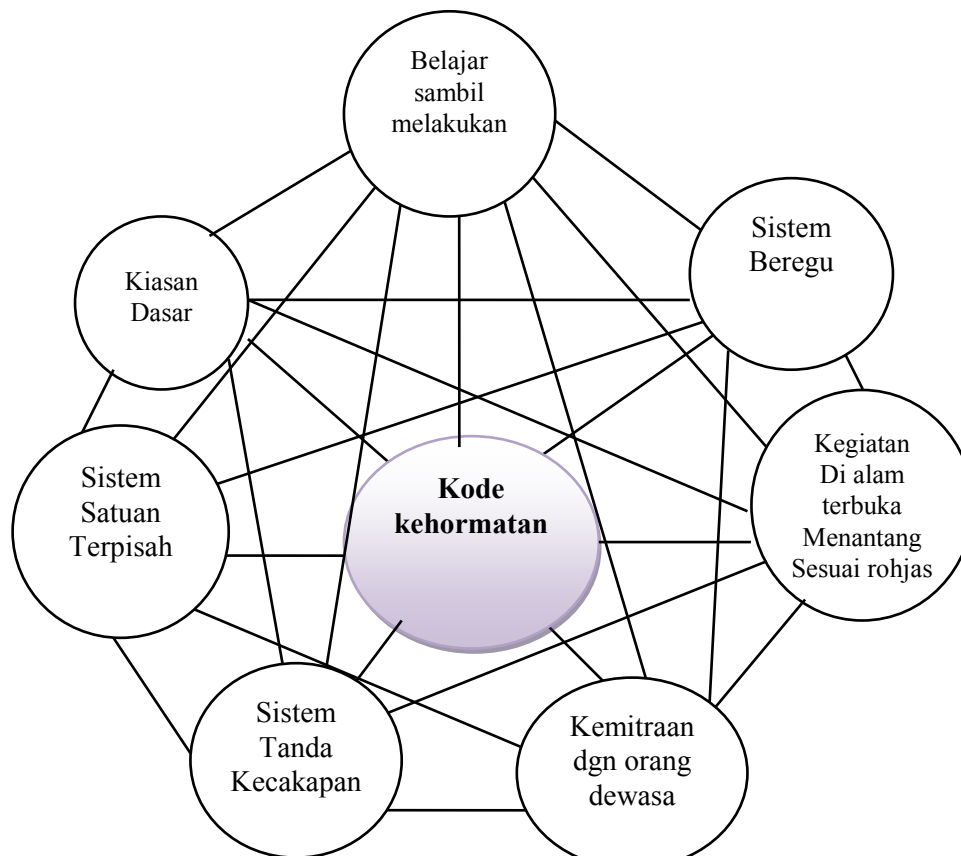 Belajar
sambil
melakukan
Sistem
Beregu
Kiasan
Dasar
Kegiatan
Di alam
terbuka
Menantang
Sesuai rohjas
Kode
kehormatan
Sistem
Satuan
Terpisah
Sistem
Tanda
Kecakapan
Kemitraan
dgn orang
dewasa